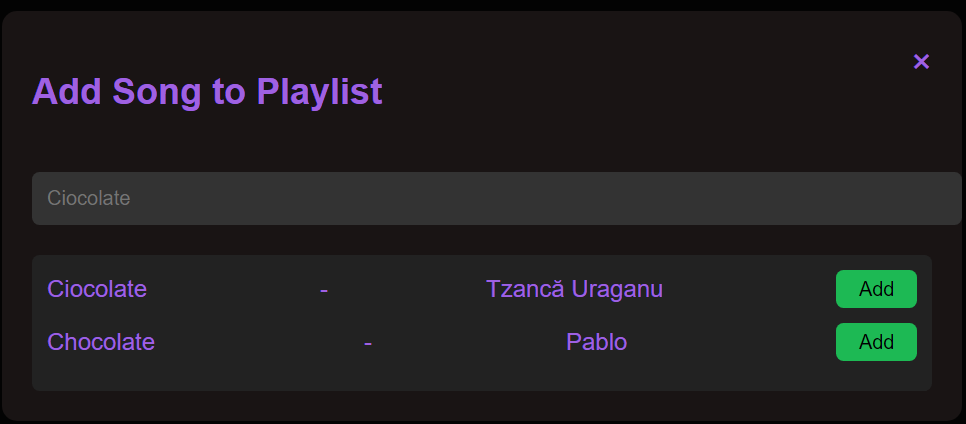 ×
Add Song to Playlist
Ciocolate
Ciocolate - Tzancă Uraganu Add
Chocolate - Pablo Add